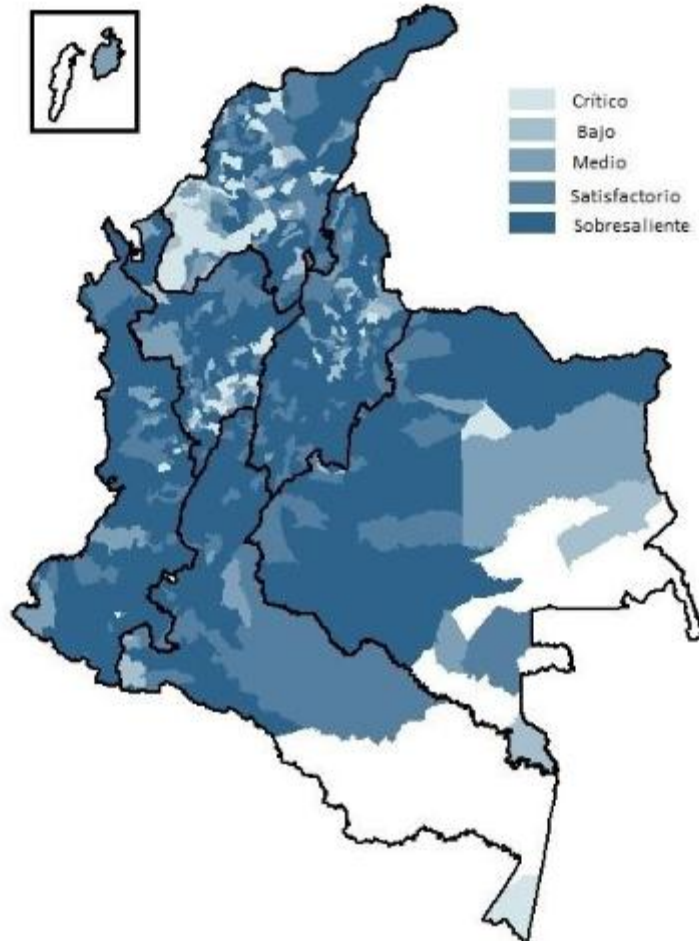 Crítico
Bajo
Medio
Satisfactorio
Sobresaliente